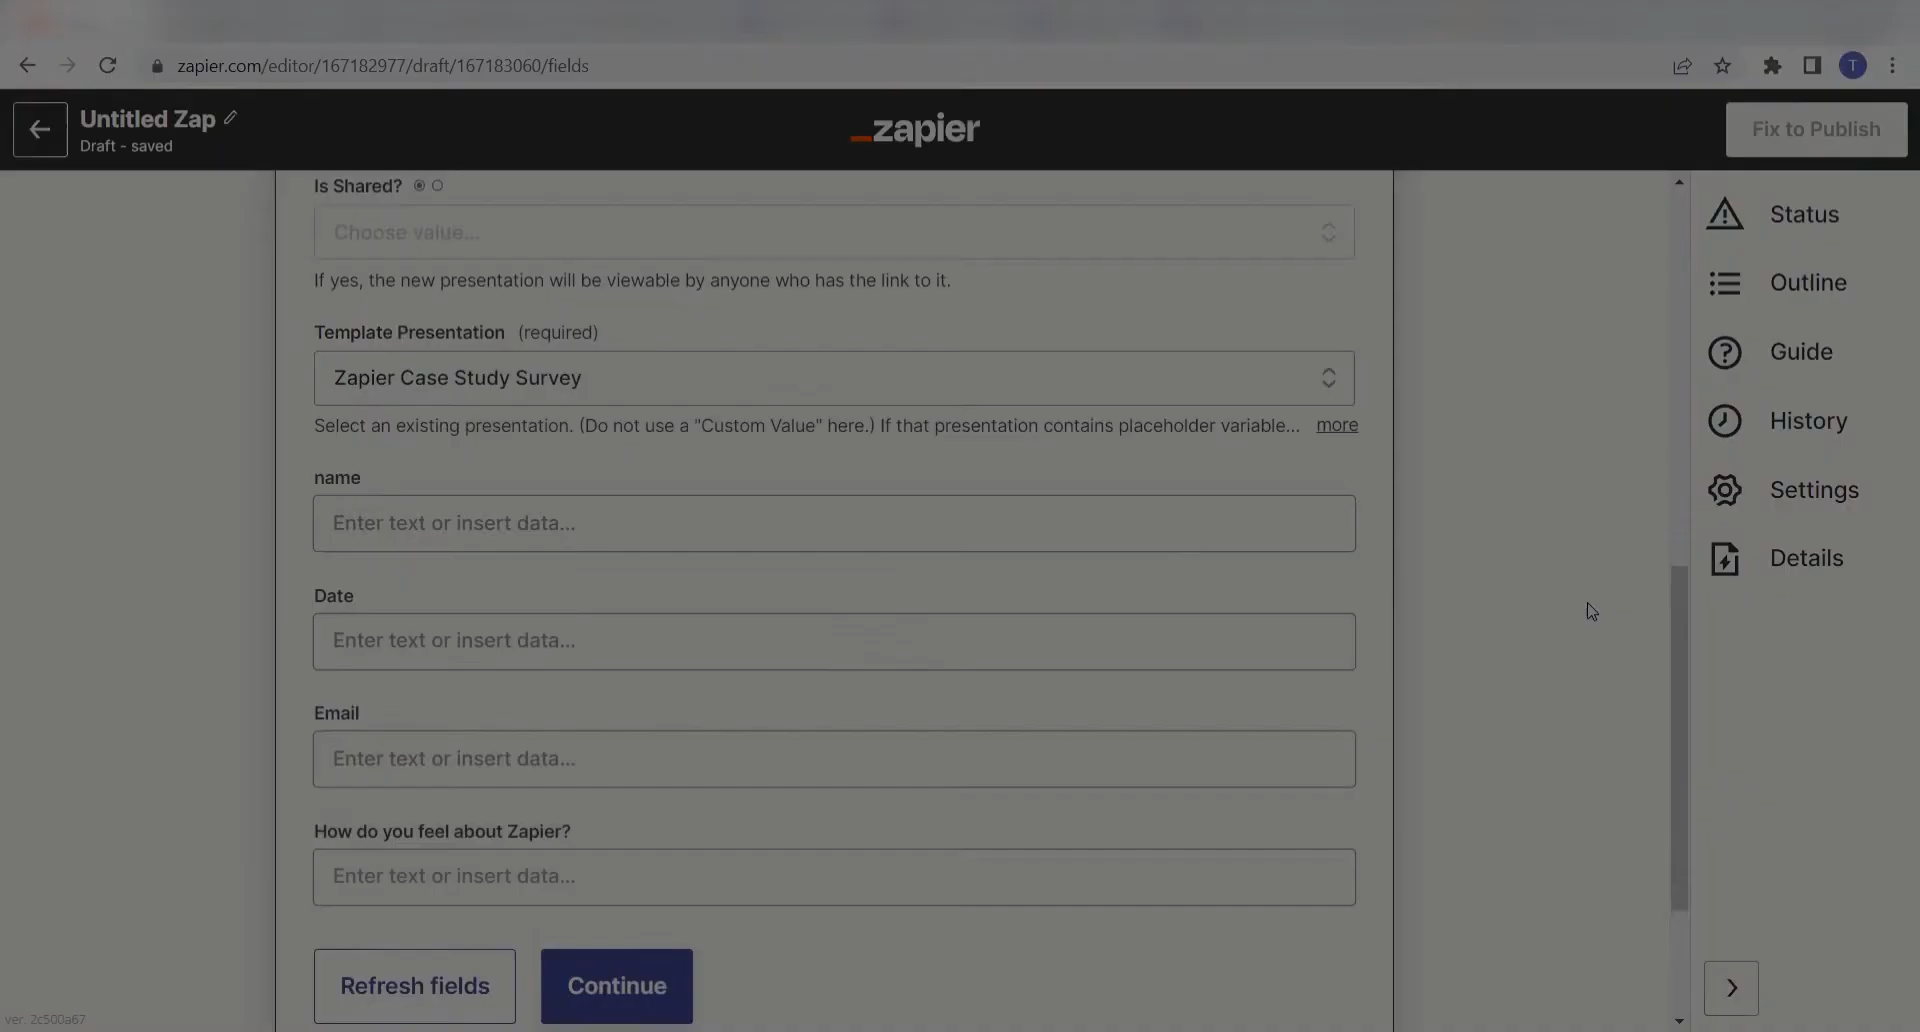 zapier.com/editor/167182977/draft/167183060/fields
T
Untitled Zap
Draft - saved
_zapier
Fix to Publish
Is Shared?
Choose value...
If yes, the new presentation will be viewable by anyone who has the link to it.
Template Presentation (required)
Zapier Case Study Survey
Select an existing presentation. (Do not use a "Custom Value" here.) If that presentation contains placeholder variable... more
name
Enter text or insert data...
Date
Enter text or insert data...
Email
Enter text or insert data...
How do you feel about Zapier?
Enter text or insert data...
Refresh fields
Continue
Status
Outline
Guide
History
Settings
Details
ver. 2c500a67